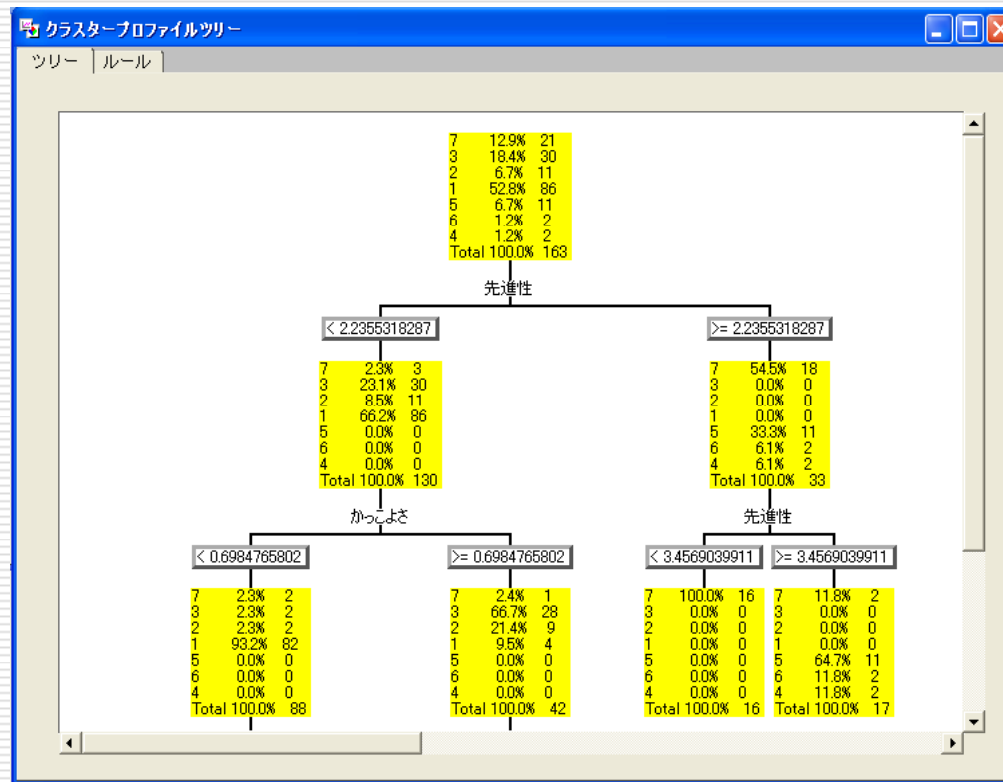 クラスタープロファイルツリー
ツリー ルール
7 12.9% 21
3 18.4% 30
2 6.7% 11
1 52.8% 86
5 6.7% 11
6 1.2% 2
4 1.2% 2
Total 100.0% 163
先進性
< 2.2355318287 >= 2.2355318287
7 2.3% 3
3 23.1% 30
2 8.5% 11
1 66.2% 86
5 0.0% 0
6 0.0% 0
4 0.0% 0
Total 100.0% 130
7 54.5% 18
3 0.0% 0
2 0.0% 0
1 0.0% 0
5 33.3% 11
6 6.1% 2
4 6.1% 2
Total 100.0% 33
かっこよさ 先進性
< 0.6984765802 >= 0.6984765802 < 3.4569039911 >= 3.4569039911
7 2.3% 2
3 2.3% 2
2 2.3% 2
1 93.2% 82
5 0.0% 0
6 0.0% 0
4 0.0% 0
Total 100.0% 88
7 2.4% 1
3 66.7% 28
2 21.4% 9
1 9.5% 4
5 0.0% 0
6 0.0% 0
4 0.0% 0
Total 100.0% 42
7 100.0% 16
3 0.0% 0
2 0.0% 0
1 0.0% 0
5 0.0% 0
6 0.0% 0
4 0.0% 0
Total 100.0% 16
7 11.8% 2
3 0.0% 0
2 0.0% 0
1 0.0% 0
5 64.7% 11
6 11.8% 2
4 11.8% 2
Total 100.0% 17